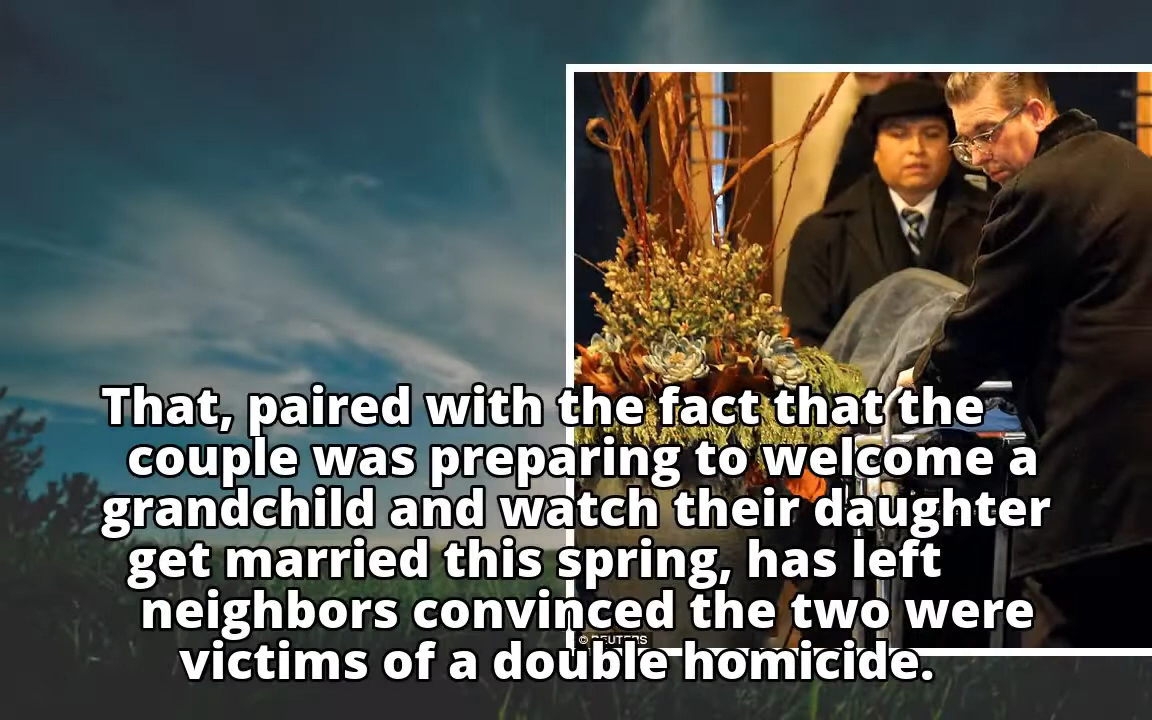 That, paired with the fact that the
couple was preparing to welcome a
grandchild and watch their daughter
get married this spring, has left
neighbors convinced the two were
victims of a double homicide.
© REUTERS